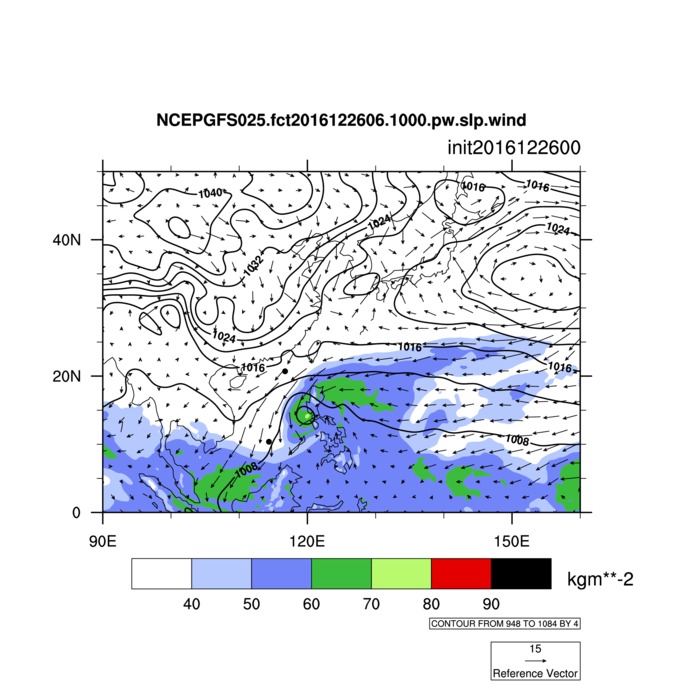 NCEPGFS025.fct2016122606.1000.pw.slp.wind
init2016122600
1040
1016
1016
1024
1024
40N
1032
1024
1016
1016
1016
20N
1008
1008
0
90E 120E 150E
40 50 60 70 80 90
kgm**-2
CONTOUR FROM 948 TO 1084 BY 4
15
Reference Vector